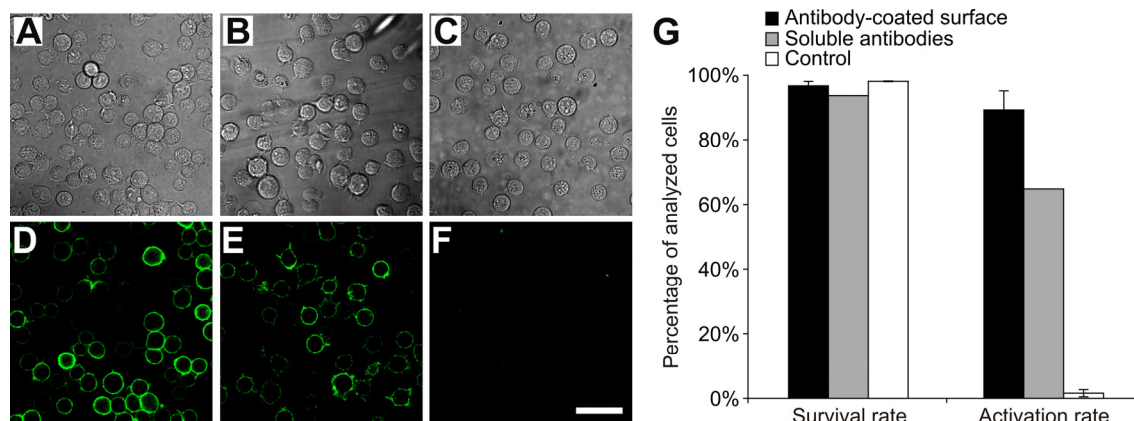 A
B
C
D
E
F
G
Antibody-coated surface
Soluble antibodies
Control
Percentage of analyzed cells
100%
80%
60%
40%
20%
0%
Survival rate
Activation rate